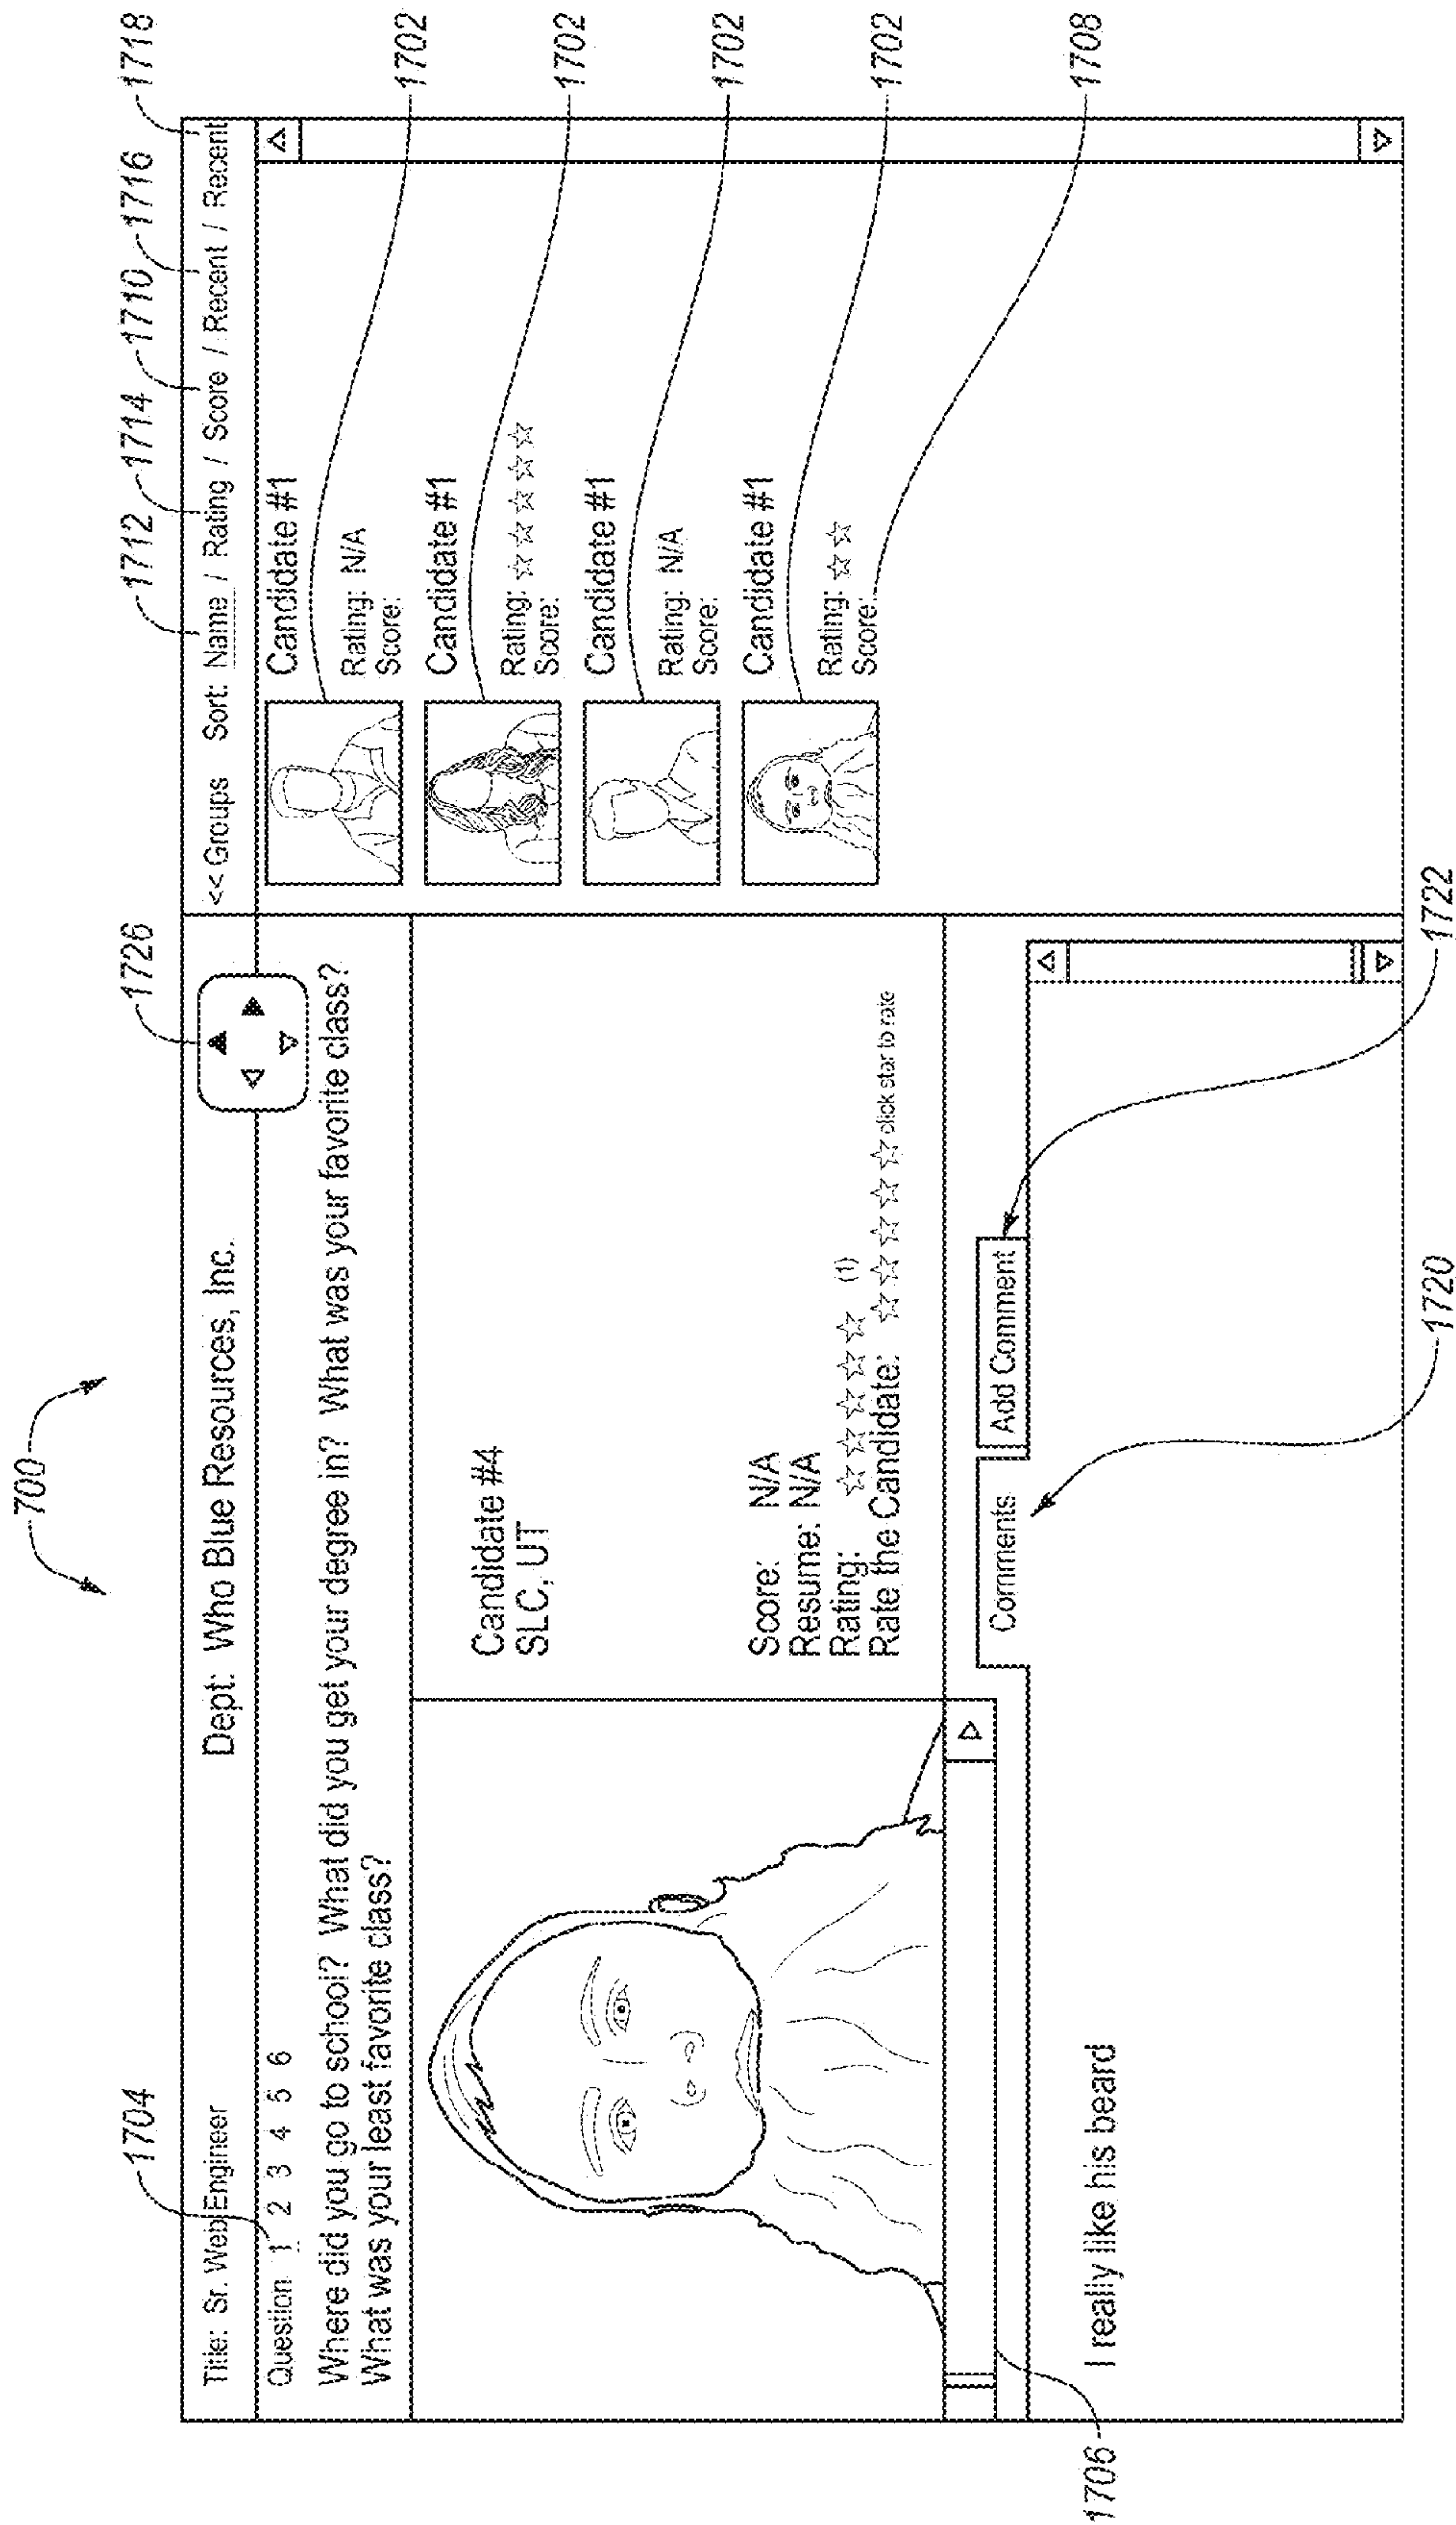 700
Title: Sr. Web Engineer
Dept: Who Blue Resources, Inc.
1726
<< Groups Sort: Name / Rating / Score / Recent / Recent
1712
1714
1710
1716
1718
1704
Question 1 2 3 4 5 6
Where did you go to school? What did you get your degree in? What was your favorite class?
What was your least favorite class?
Candidate #4
SLC, UT
Score: N/A
Resume: N/A
Rating: ☆☆☆☆☆ (1)
Rate the Candidate: ☆☆☆☆☆ click star to rate
1706
Comments
Add Comment
1720
1722
I really like his beard
Candidate #1
Rating: N/A
Score:
1702
Candidate #1
Rating: ☆☆☆☆☆
Score:
1702
Candidate #1
Rating: N/A
Score:
1702
Candidate #1
Rating: ☆☆
Score:
1702
1708